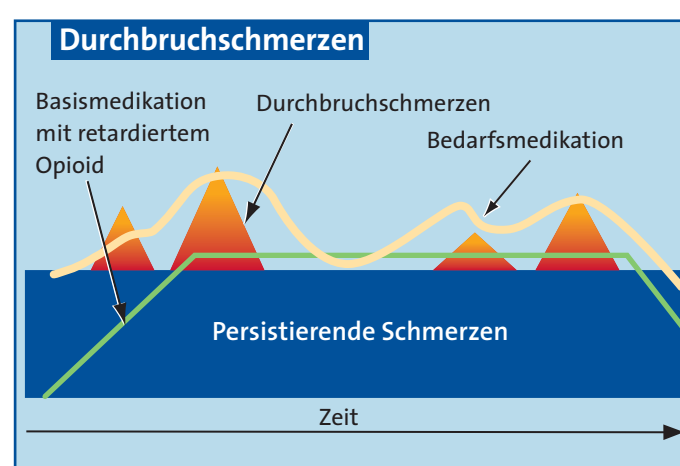 Durchbruchschmerzen
Basismedikation
mit retardiertem
Opioid
Durchbruchschmerzen
Bedarfsmedikation
Persistierende Schmerzen
Zeit